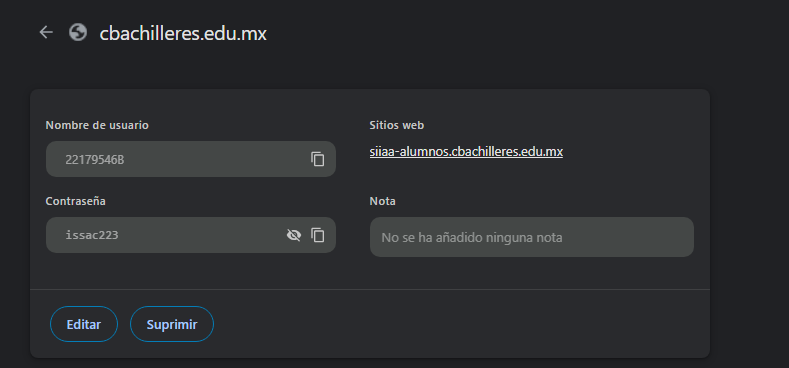 cbachilleres.edu.mx
Nombre de usuario
22179546B
Sitios web
siiaa-alumnos.cbachilleres.edu.mx
Contraseña
issac223
Nota
No se ha añadido ninguna nota
Editar
Suprimir